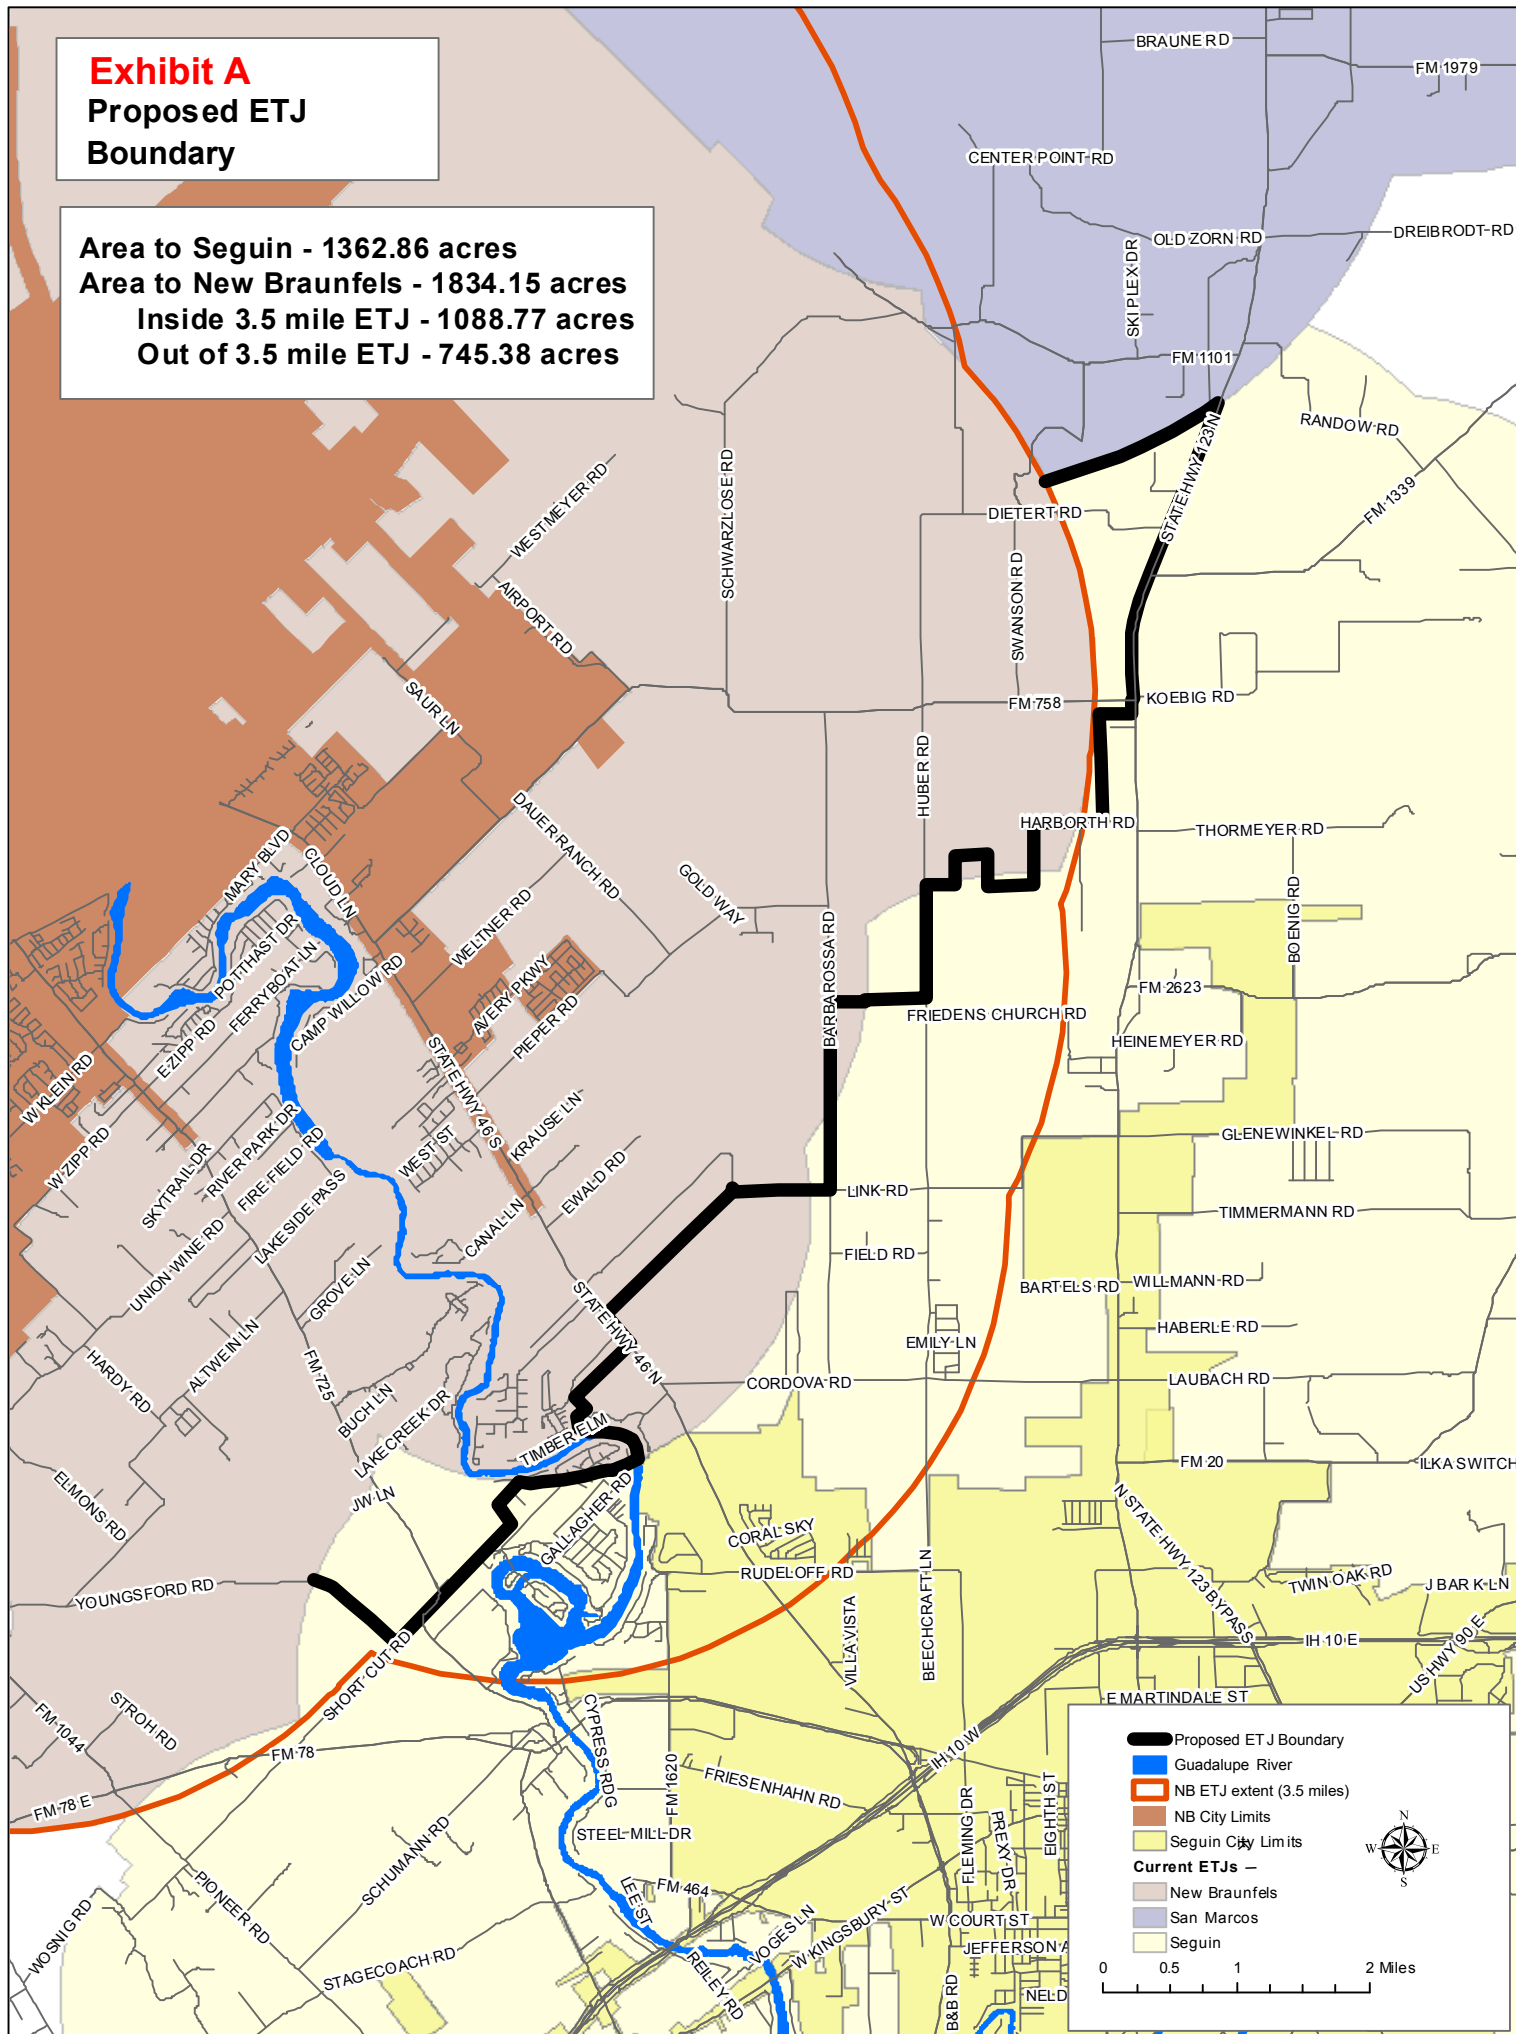 Exhibit A
Proposed ETJ
Boundary
Area to Seguin - 1362.86 acres
Area to New Braunfels - 1834.15 acres
Inside 3.5 mile ETJ - 1088.77 acres
Out of 3.5 mile ETJ - 745.38 acres
BRAUNE RD
FM 1979
CENTER POINT RD
OLD ZORN RD
DREIBRODT RD
SKIPLEX DR
FM 1101
RANDOW RD
STATE HWY 123 N
FM 1339
WESTMEYER RD
SCHWARZLOSE RD
DIETERT RD
AIRPORT RD
SWANSON RD
SAUR LN
FM 758
KOEBIG RD
HUBER RD
DAUER RANCH RD
HARBORTH RD
THORMEYER RD
MARY BLVD
CLOUD LN
GOLD WAY
BOENIG RD
WELTNER RD
POTTHAST DR
FERRYBOAT LN
CAMP WILLOW RD
AVERY PKWY
BARBAROSSA RD
FM 2623
PIEPER RD
FRIEDENS CHURCH RD
E ZIPP RD
HEINEMEYER RD
W KLEIN RD
STATE HWY 46 S
KRAUSE LN
W ZIPP RD
RIVER PARK DR
FIRE FIELD RD
WEST ST
GLENEWINKEL RD
SKYTRAIL DR
EWALD RD
LINK RD
LAKESIDE PASS
CANAL LN
TIMMERMANN RD
UNION WINE RD
FIELD RD
GROVE LN
BARTELS RD
WILLMANN RD
STATE HWY 46 N
EMILY LN
HABERLE RD
ALTWEIN LN
HARDY RD
FM 725
BUCH LN
CORDOVA RD
LAUBACH RD
LAKECREEK DR
TIMBER ELM
FM 20
ILKA SWITCH
ELMONS RD
JW LN
GALLAGHER RD
N STATE HWY 123 BYPASS
CORAL SKY
RUDELOFF RD
YOUNGSFORD RD
TWIN OAK RD
J BAR K LN
BEECHCRAFT LN
VILLA VISTA
SHORT CUT RD
IH 10 E
US HWY 90 E
STROH RD
FM 1044
CYPRESS RDG
E MARTINDALE ST
FM 78
IH 10 W
FM 1620
FRIESENHAHN RD
FM 78 E
FLEMING DR
EIGHTH ST
PREXY DR
STEEL MILL DR
SCHUMANN RD
PIONEER RD
LEE ST
FM 464
W KINGSBURY ST
W COURT ST
VOGES LN
WOSNIG RD
STAGECOACH RD
REILEY RD
JEFFERSON A
B&B RD
NELD
Proposed ETJ Boundary
Guadalupe River
NB ETJ extent (3.5 miles)
NB City Limits
Seguin City Limits
Current ETJs –
New Braunfels
San Marcos
Seguin
N
W E
S
0 0.5 1 2 Miles